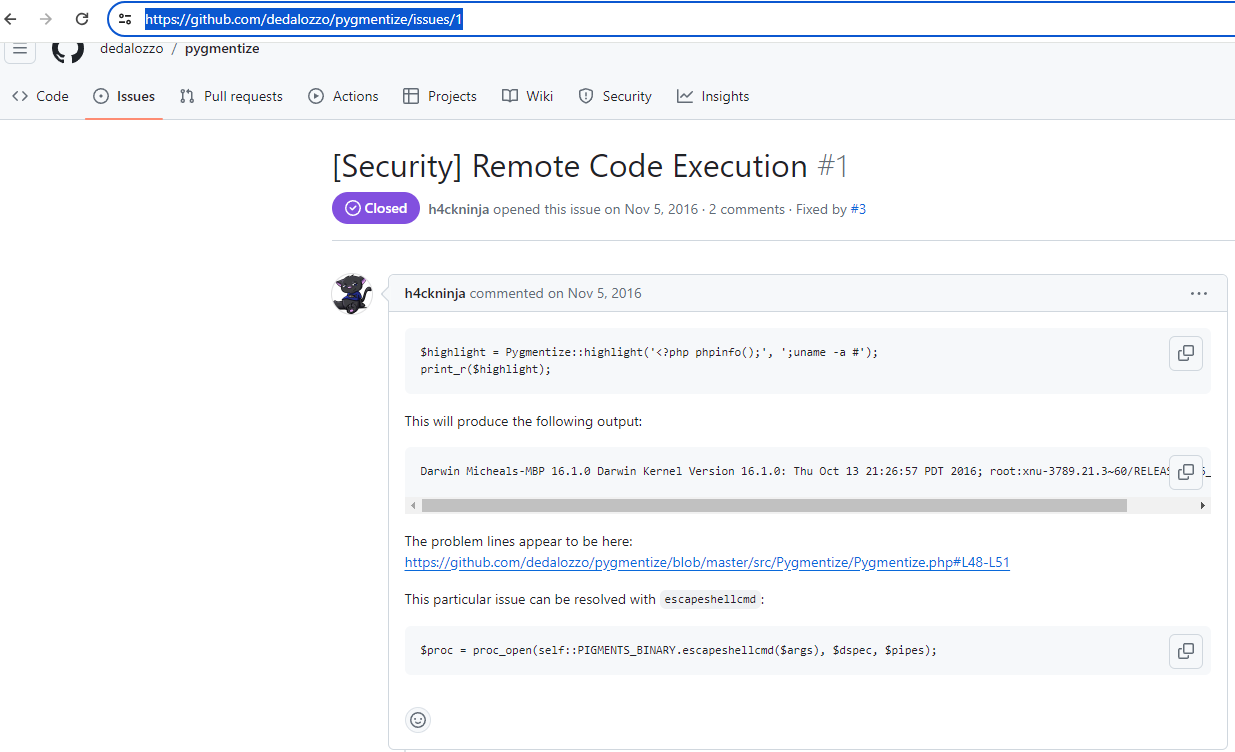 https://github.com/dedalozzo/pygmentize/issues/1
dedalozzo / pygmentize
Code Issues Pull requests Actions Projects Wiki Security Insights
[Security] Remote Code Execution #1
Closed h4ckninja opened this issue on Nov 5, 2016 · 2 comments · Fixed by #3
h4ckninja commented on Nov 5, 2016
$highlight = Pygmentize::highlight('<?php phpinfo();', ';uname -a #');
print_r($highlight);
This will produce the following output:
Darwin Micheals-MBP 16.1.0 Darwin Kernel Version 16.1.0: Thu Oct 13 21:26:57 PDT 2016; root:xnu-3789.21.3~60/RELEAS
The problem lines appear to be here:
https://github.com/dedalozzo/pygmentize/blob/master/src/Pygmentize/Pygmentize.php#L48-L51
This particular issue can be resolved with escapeshellcmd:
$proc = proc_open(self::PIGMENTS_BINARY.escapeshellcmd($args), $dspec, $pipes);